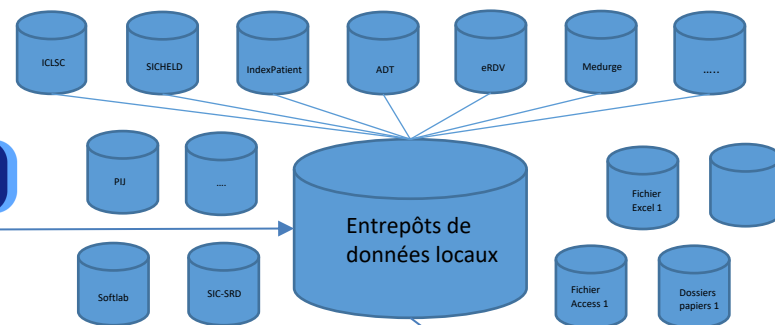 ICLSC
SICHELD
IndexPatient
ADT
eRDV
Medurge
…..
PIJ
….
Fichier
Excel 1
Entrepôts de
données locaux
Softlab
SIC-SRD
Fichier
Access 1
Dossiers
papiers 1